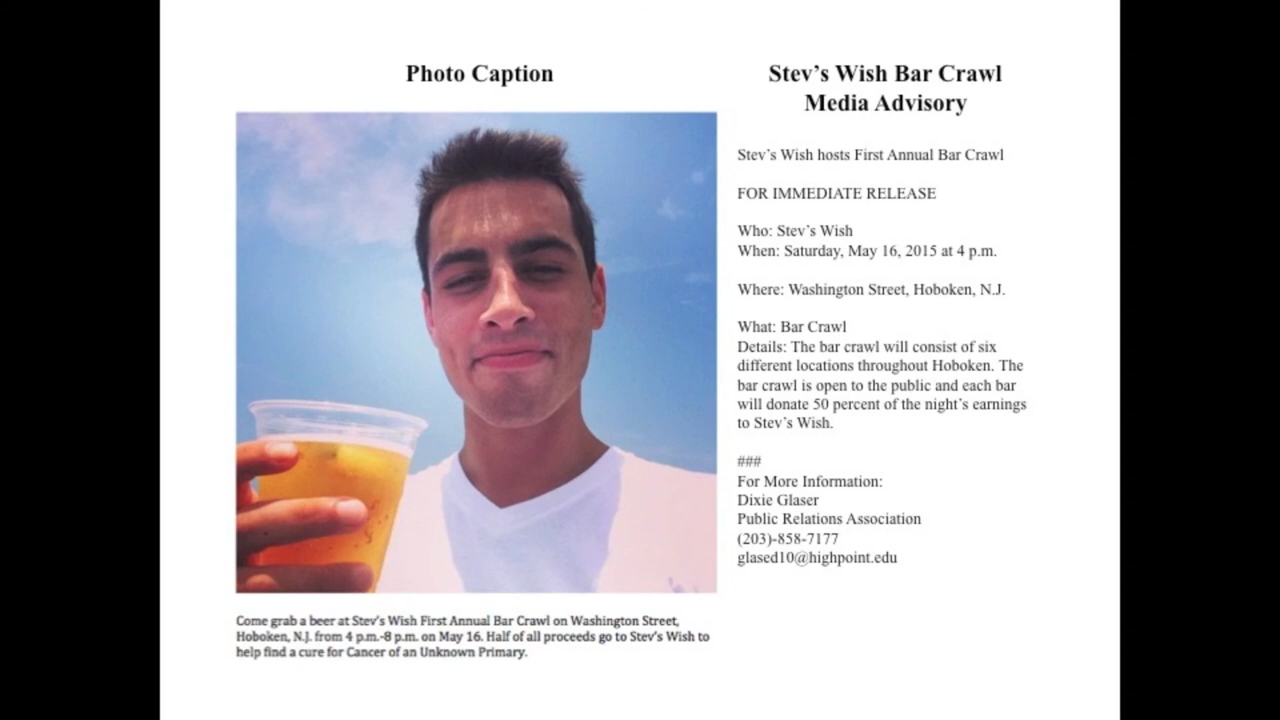 Photo Caption
Come grab a beer at Stev's Wish First Annual Bar Crawl on Washington Street,
Hoboken, N.J. from 4 p.m.-8 p.m. on May 16. Half of all proceeds go to Stev's Wish to
help find a cure for Cancer of an Unknown Primary.
Stev’s Wish Bar Crawl
Media Advisory
Stev’s Wish hosts First Annual Bar Crawl
FOR IMMEDIATE RELEASE
Who: Stev’s Wish
When: Saturday, May 16, 2015 at 4 p.m.
Where: Washington Street, Hoboken, N.J.
What: Bar Crawl
Details: The bar crawl will consist of six
different locations throughout Hoboken. The
bar crawl is open to the public and each bar
will donate 50 percent of the night’s earnings
to Stev’s Wish.
###
For More Information:
Dixie Glaser
Public Relations Association
(203)-858-7177
glased10@highpoint.edu